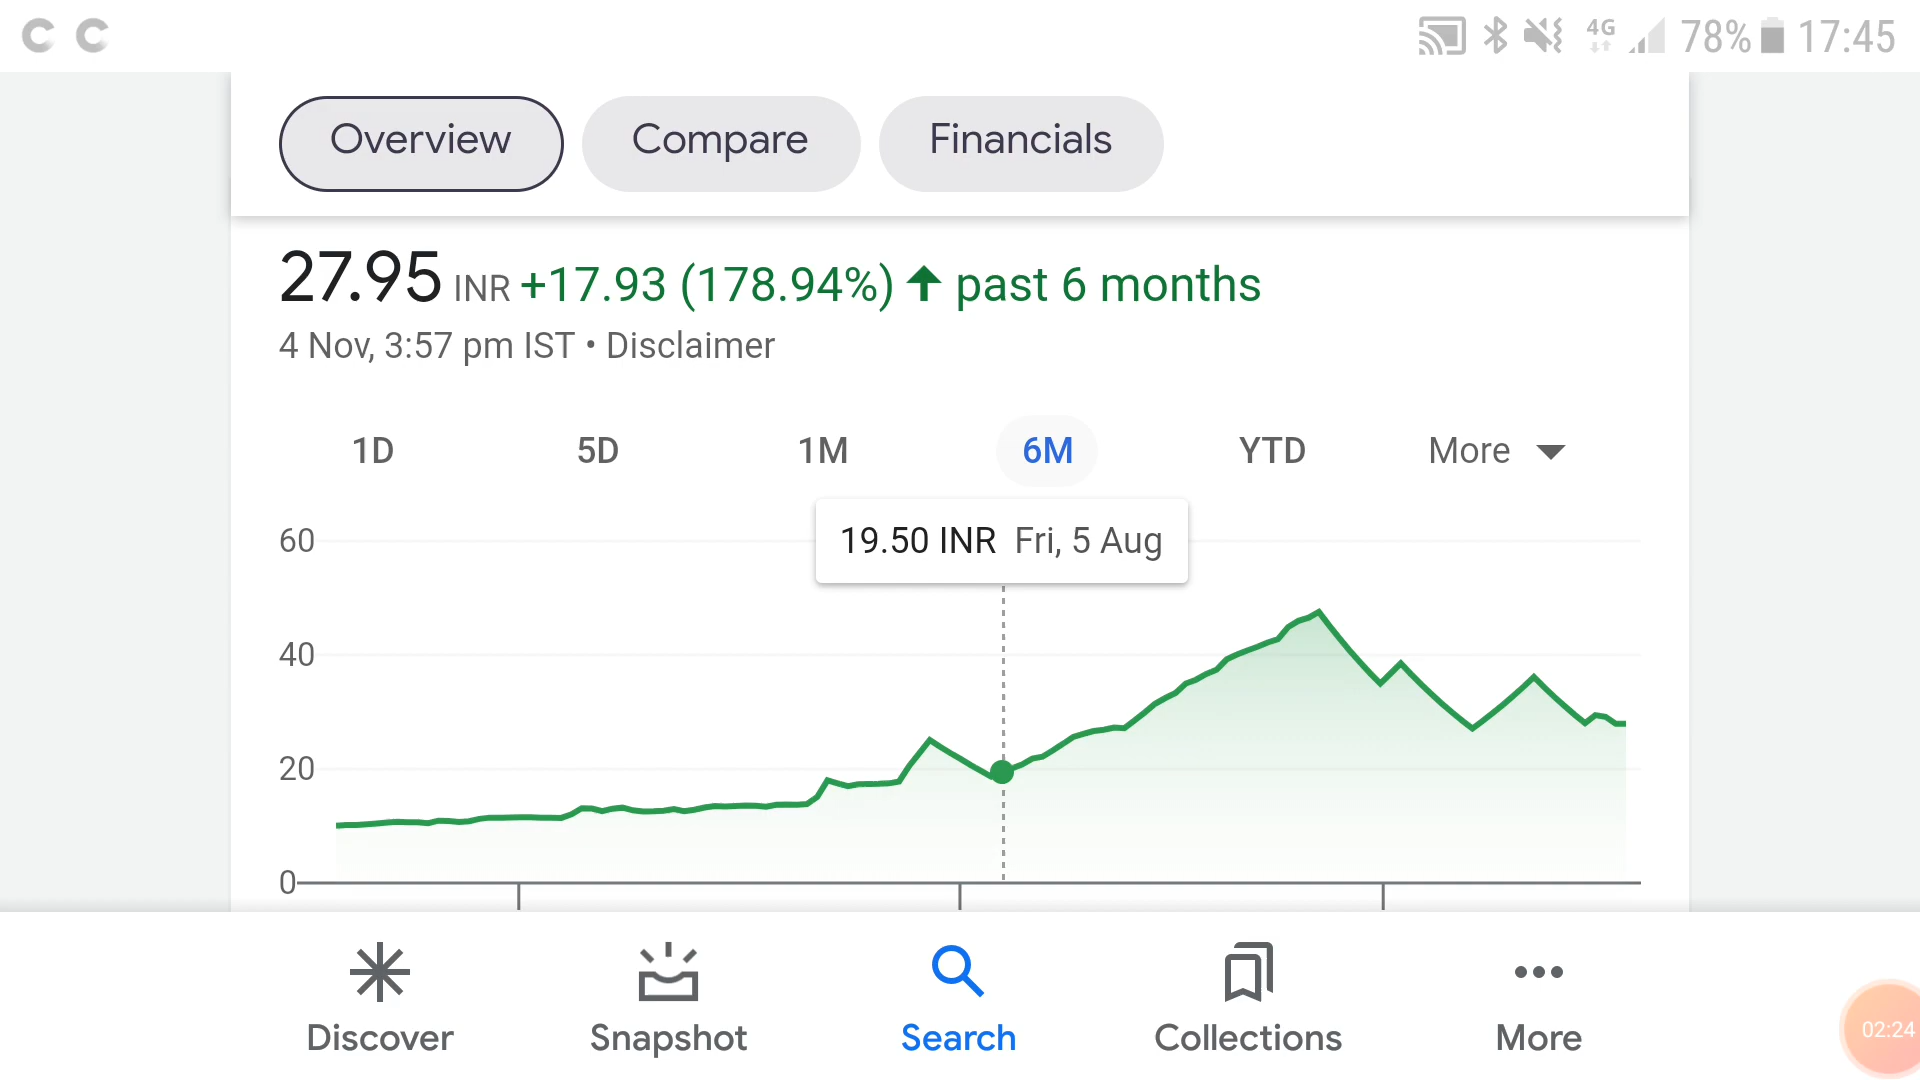 4G 78% 17:45
Overview Compare Financials
27.95 INR +17.93 (178.94%) past 6 months
4 Nov, 3:57 pm IST • Disclaimer
1D 5D 1M 6M YTD More
19.50 INR Fri, 5 Aug
60
40
20
0
Discover Snapshot Search Collections More
02:24